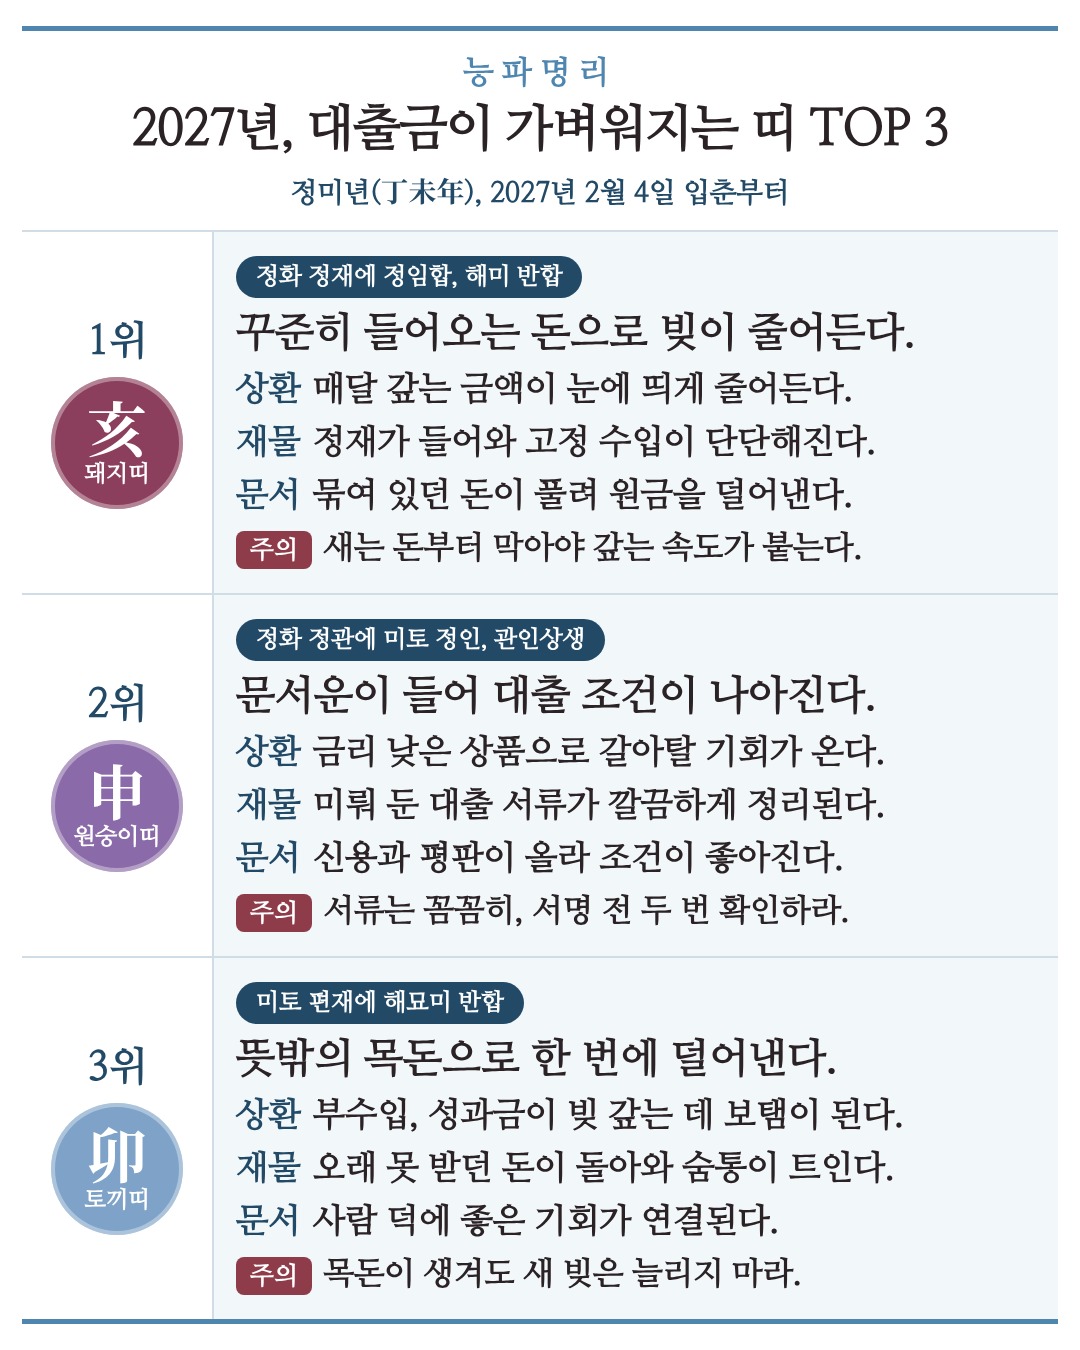 능파명리
2027년, 대출금이 가벼워지는 띠 TOP 3
정미년(丁未年), 2027년 2월 4일 입춘부터
1위
亥
돼지띠
정화 정재에 정임합, 해미 반합
꾸준히 들어오는 돈으로 빚이 줄어든다.
상환 매달 갚는 금액이 눈에 띄게 줄어든다.
재물 정재가 들어와 고정 수입이 단단해진다.
문서 묶여 있던 돈이 풀려 원금을 덜어낸다.
주의 새는 돈부터 막아야 갚는 속도가 붙는다.
2위
申
원숭이띠
정화 정관에 미토 정인, 관인상생
문서운이 들어 대출 조건이 나아진다.
상환 금리 낮은 상품으로 갈아탈 기회가 온다.
재물 미뤄 둔 대출 서류가 깔끔하게 정리된다.
문서 신용과 평판이 올라 조건이 좋아진다.
주의 서류는 꼼꼼히, 서명 전 두 번 확인하라.
3위
卯
토끼띠
미토 편재에 해묘미 반합
뜻밖의 목돈으로 한 번에 덜어낸다.
상환 부수입, 성과금이 빚 갚는 데 보탬이 된다.
재물 오래 못 받던 돈이 돌아와 숨통이 트인다.
문서 사람 덕에 좋은 기회가 연결된다.
주의 목돈이 생겨도 새 빚은 늘리지 마라.